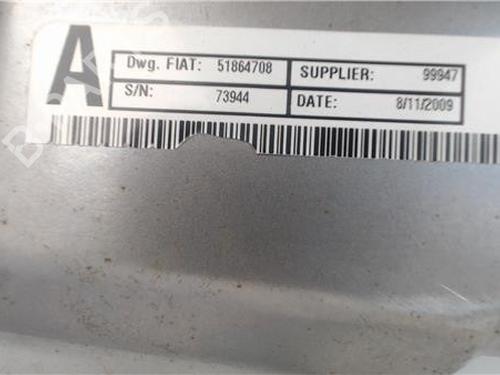 A
Dwg. FIAT: 51864708
SUPPLIER: 99947
S/N: 73944
DATE: 8/11/2009